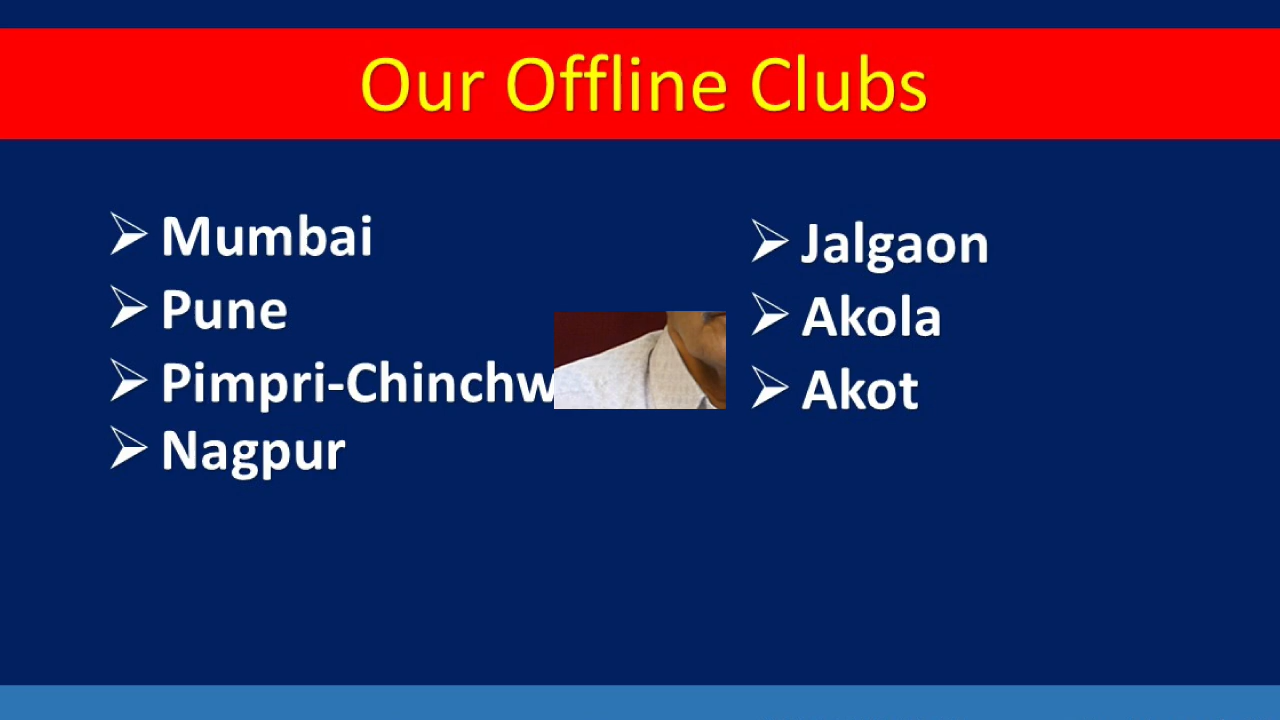 Our Offline Clubs
Mumbai
Pune
Pimpri-Chinchw
Nagpur
Jalgaon
Akola
Akot